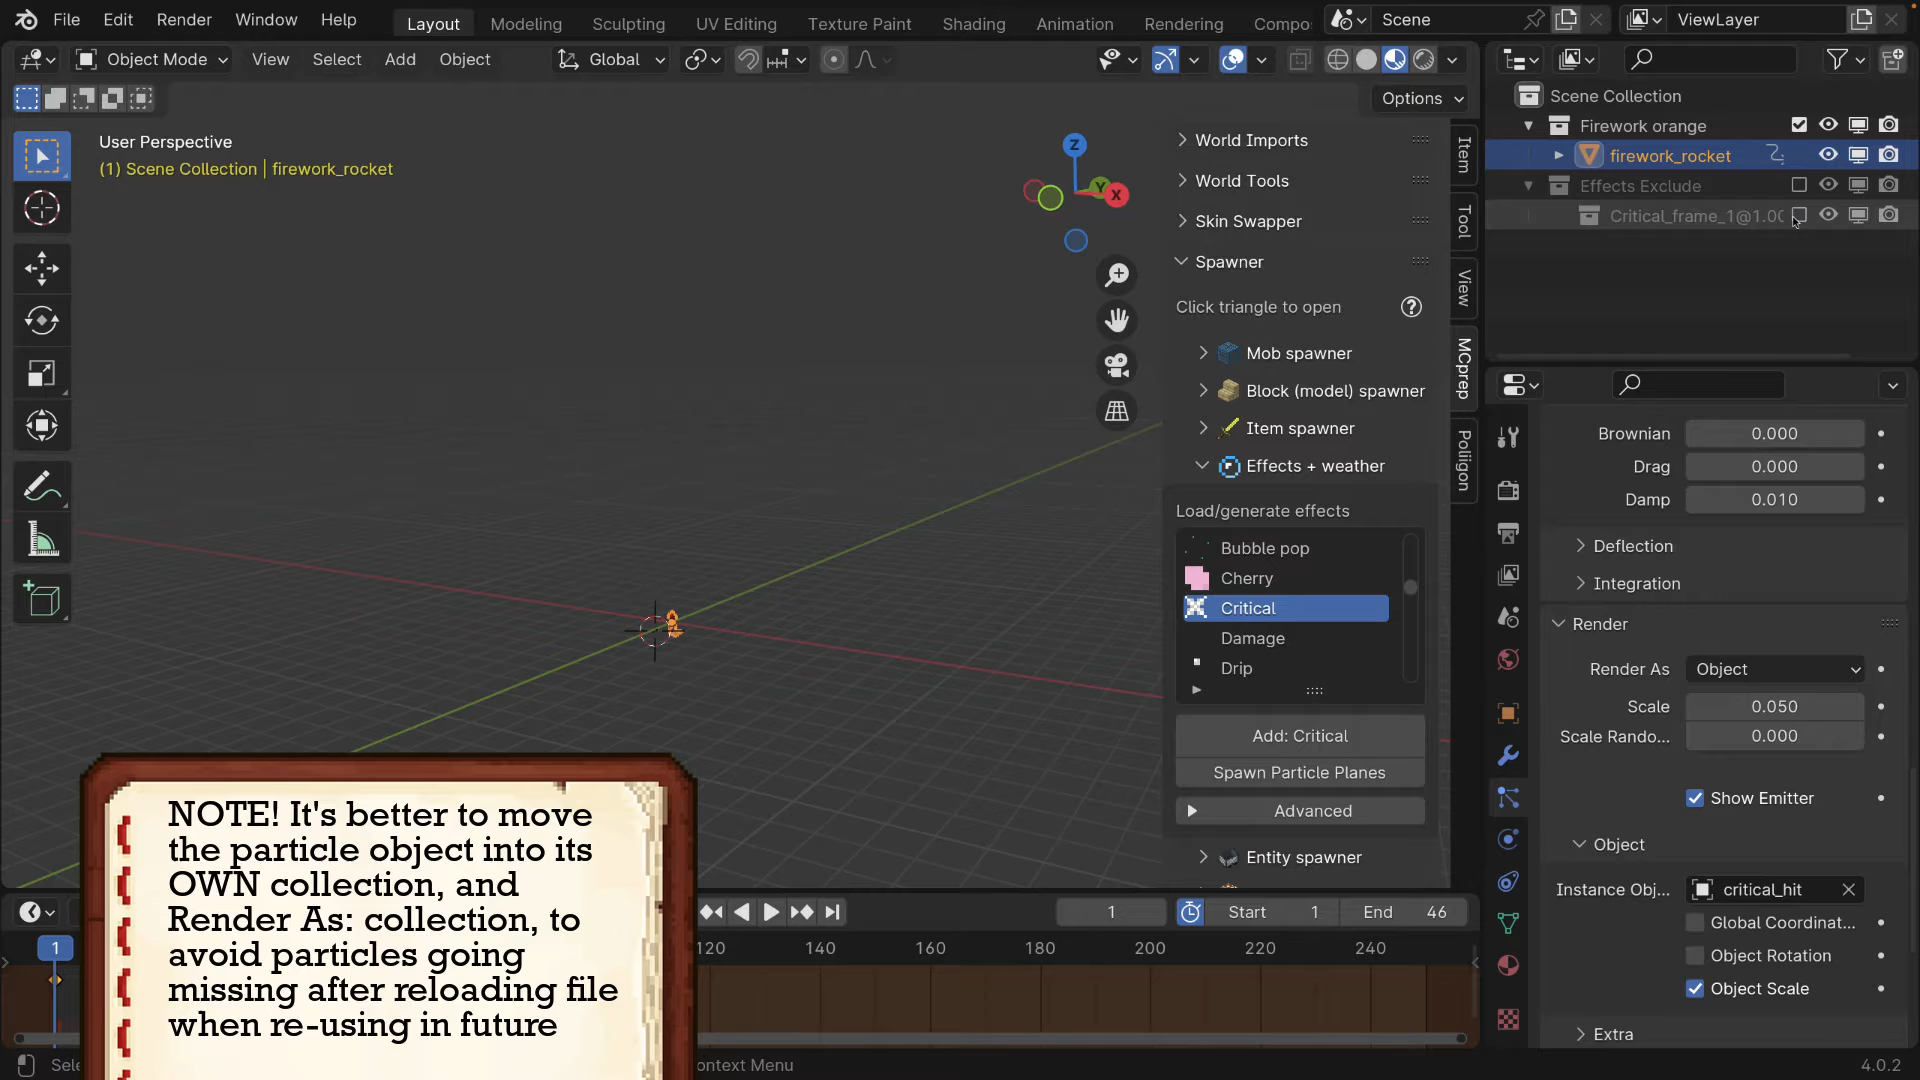 File Edit Render Window Help
Layout Modeling Sculpting UV Editing Texture Paint Shading Animation Rendering Compos
Scene
ViewLayer
Object Mode View Select Add Object
Global
Options
User Perspective
(1) Scene Collection | firework_rocket
Z
Y
X
World Imports
World Tools
Skin Swapper
Spawner
Click triangle to open
?
Mob spawner
Block (model) spawner
Item spawner
Effects + weather
Load/generate effects
Bubble pop
Cherry
Critical
Damage
Drip
Add: Critical
Spawn Particle Planes
Advanced
Entity spawner
Item
Tool
View
MCprep
Poliigon
Scene Collection
Firework orange
firework_rocket
Effects Exclude
Critical_frame_1@1.00
Brownian 0.000
Drag 0.000
Damp 0.010
Deflection
Integration
Render
Render As Object
Scale 0.050
Scale Rando... 0.000
Show Emitter
Object
Instance Obj... critical_hit
Global Coordinat...
Object Rotation
Object Scale
Extra
1 Start 1 End 46
1 120 140 160 180 200 220 240
NOTE! It's better to move
the particle object into its
OWN collection, and
Render As: collection, to
avoid particles going
missing after reloading file
when re-using in future
Sele
ontext Menu
4.0.2